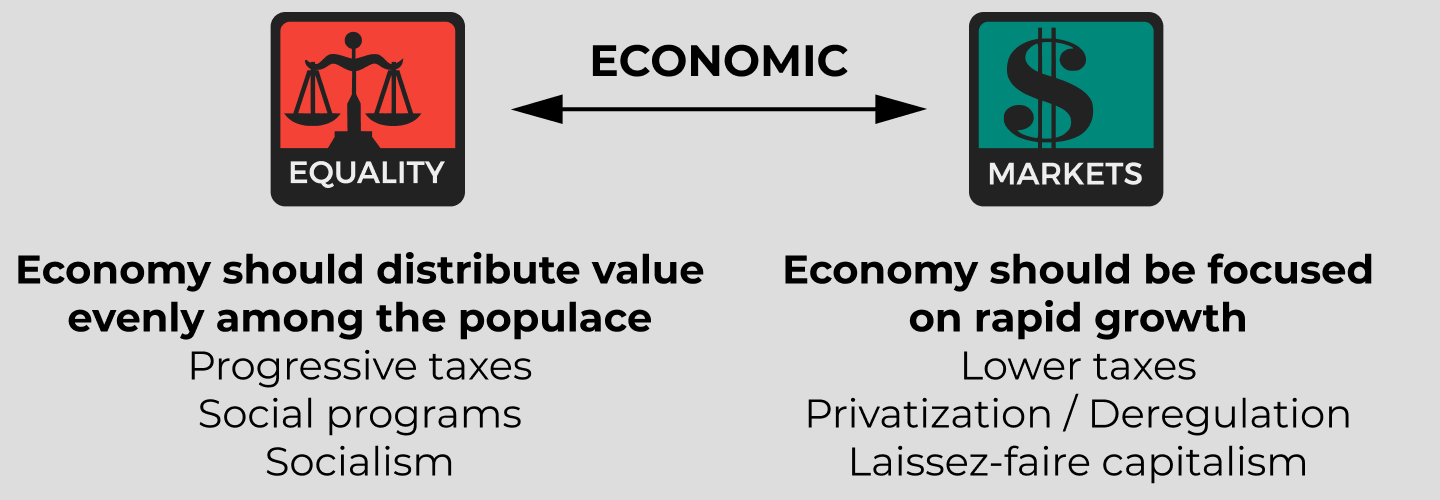 ECONOMIC
EQUALITY
MARKETS
Economy should distribute value
evenly among the populace
Progressive taxes
Social programs
Socialism
Economy should be focused
on rapid growth
Lower taxes
Privatization / Deregulation
Laissez-faire capitalism